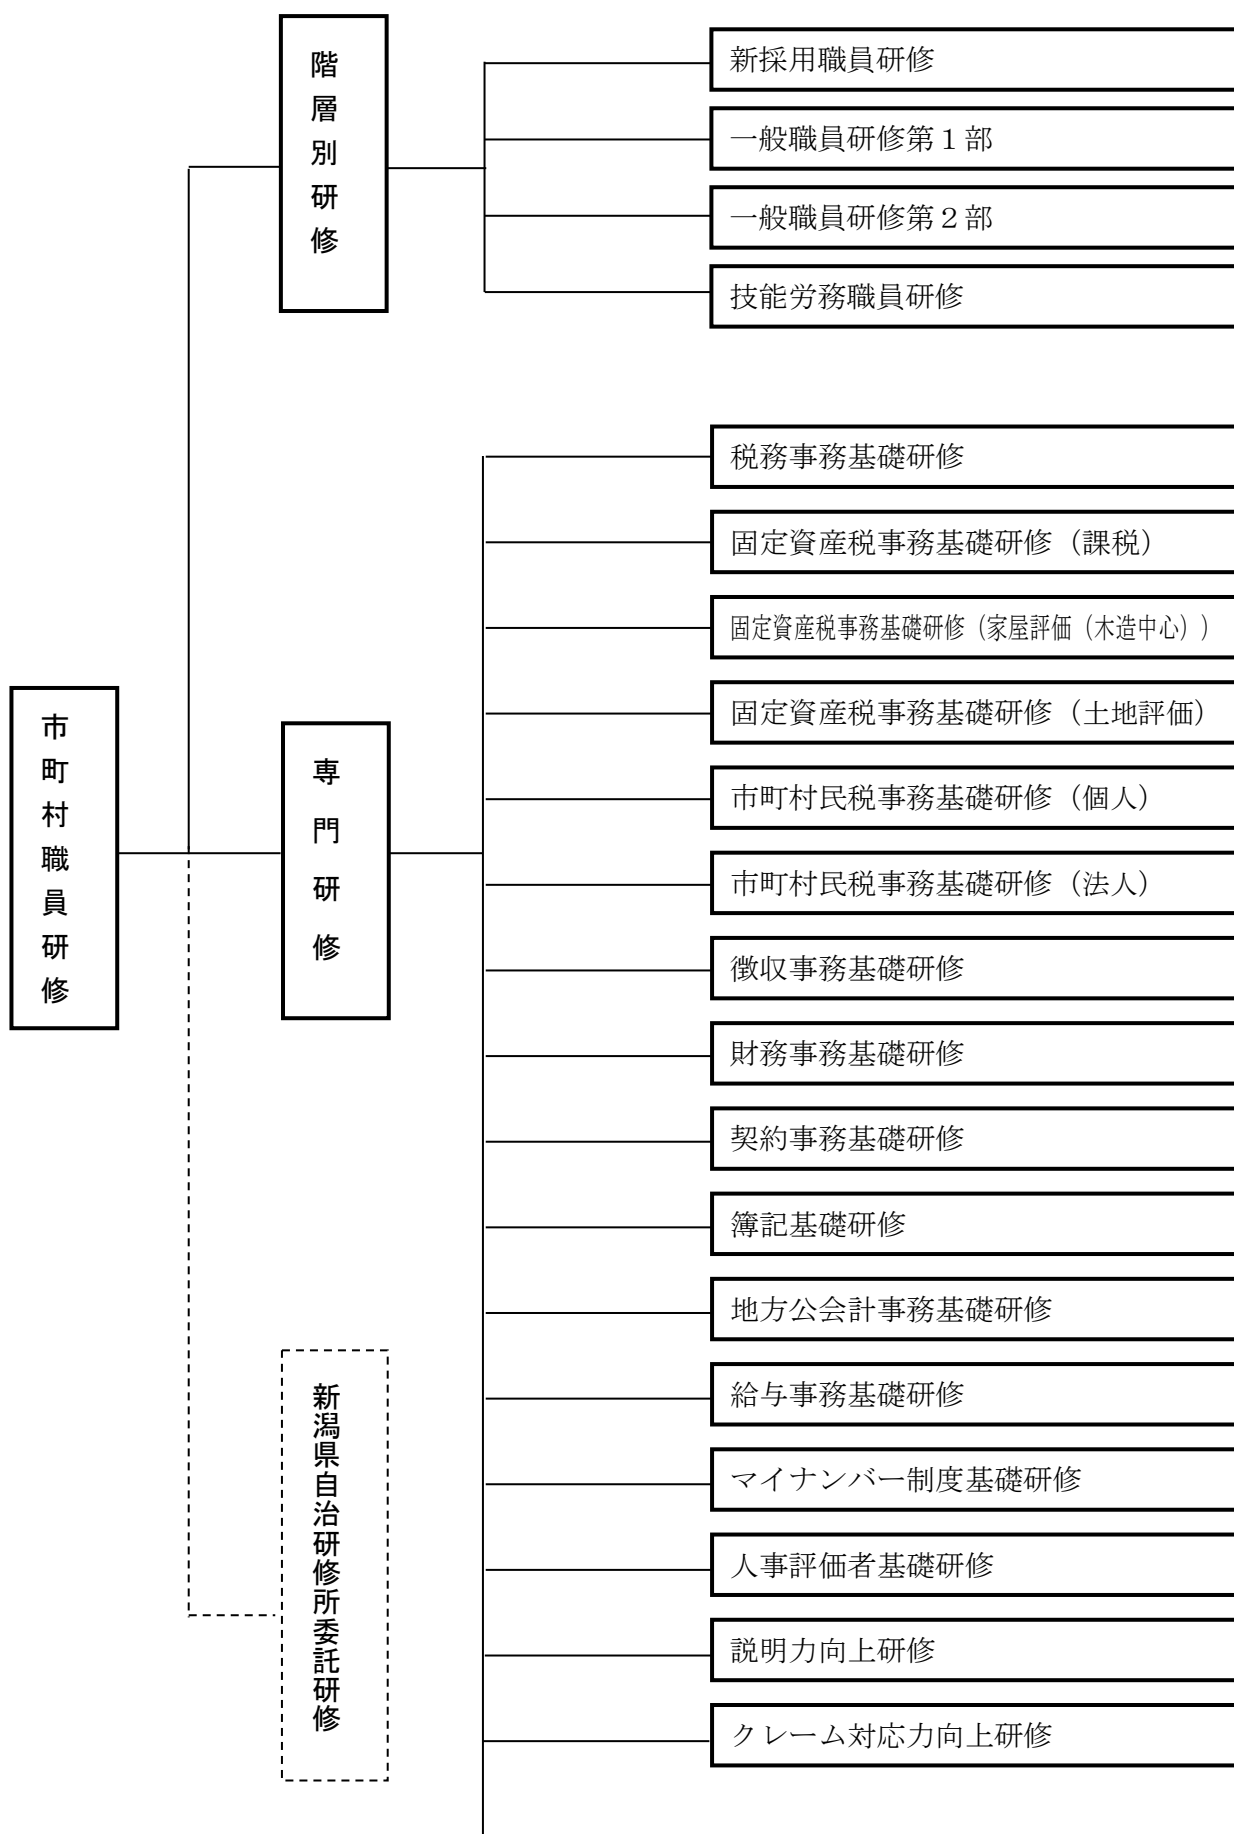 市町村職員研修
階層別研修
新採用職員研修
一般職員研修第１部
一般職員研修第２部
技能労務職員研修
専門研修
税務事務基礎研修
固定資産税事務基礎研修（課税）
固定資産税事務基礎研修（家屋評価（木造中心））
固定資産税事務基礎研修（土地評価）
市町村民税事務基礎研修（個人）
市町村民税事務基礎研修（法人）
徴収事務基礎研修
財務事務基礎研修
契約事務基礎研修
簿記基礎研修
地方公会計事務基礎研修
給与事務基礎研修
マイナンバー制度基礎研修
人事評価者基礎研修
説明力向上研修
クレーム対応力向上研修
新潟県自治研修所委託研修